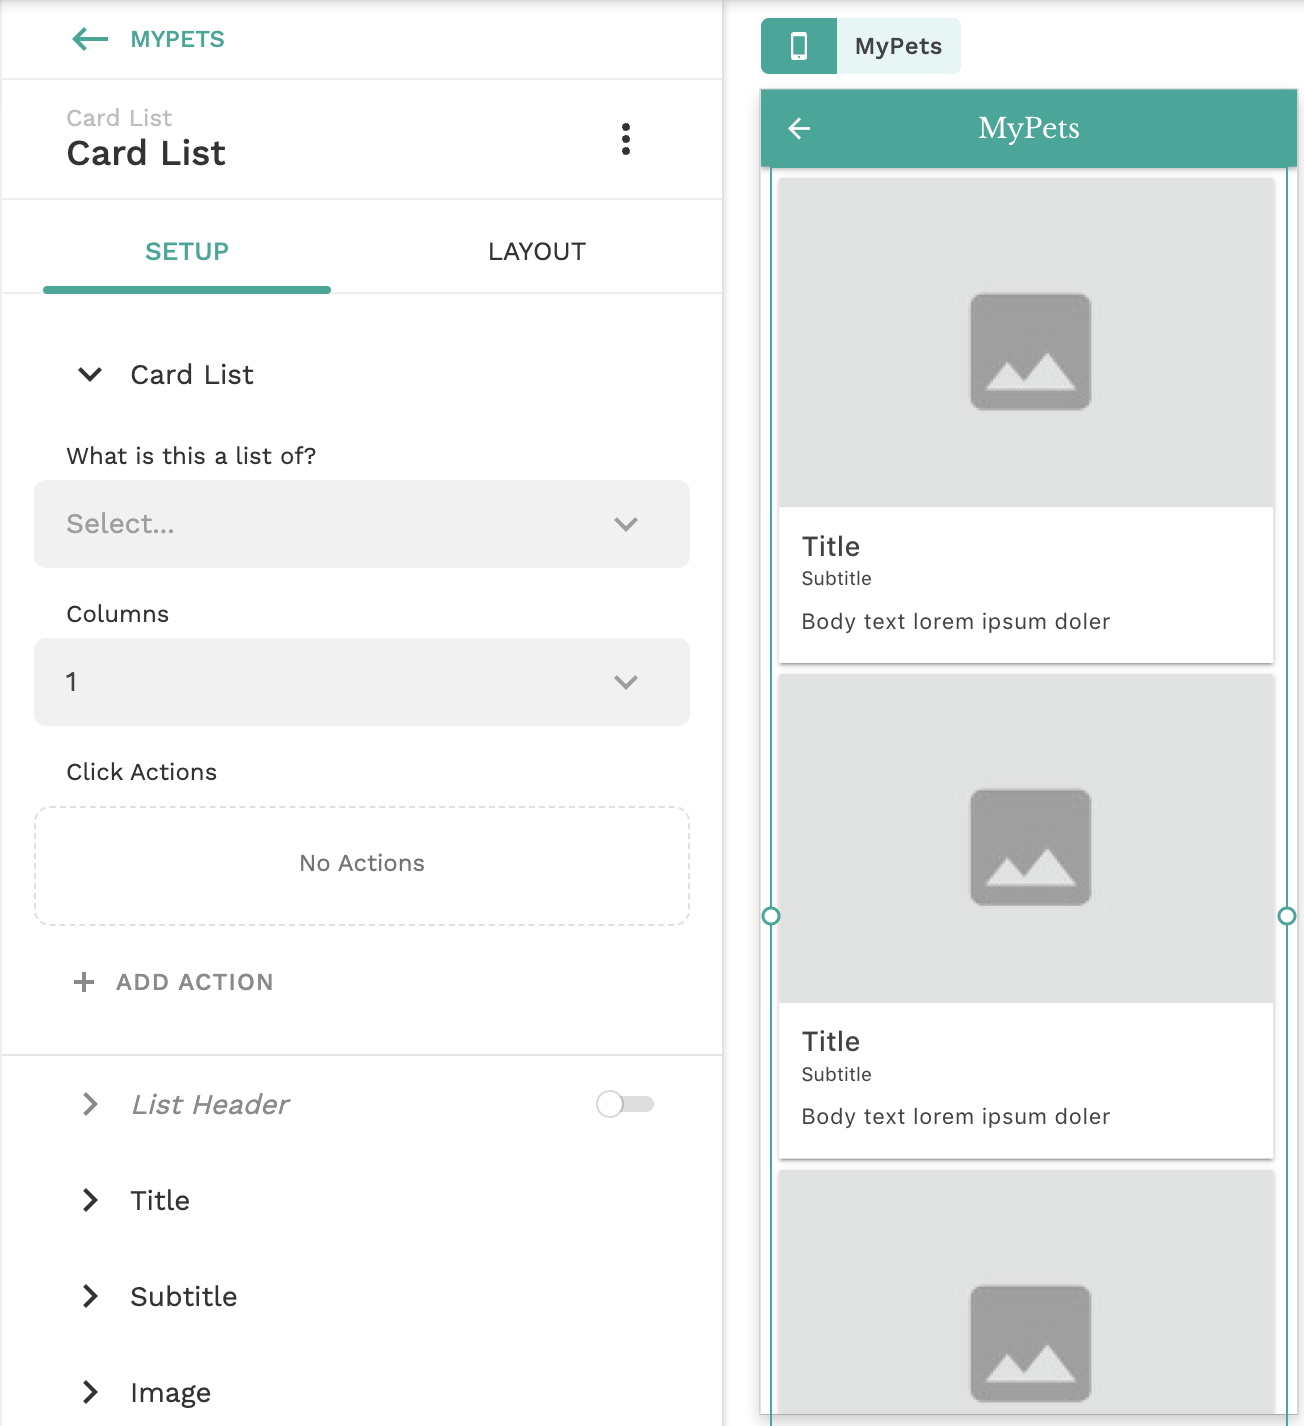 MYPETS
Card List
Card List
SETUP
LAYOUT
Card List
What is this a list of?
Select...
Columns
1
Click Actions
No Actions
ADD ACTION
List Header
Title
Subtitle
Image
MyPets
MyPets
Title
Subtitle
Body text lorem ipsum doler
Title
Subtitle
Body text lorem ipsum doler